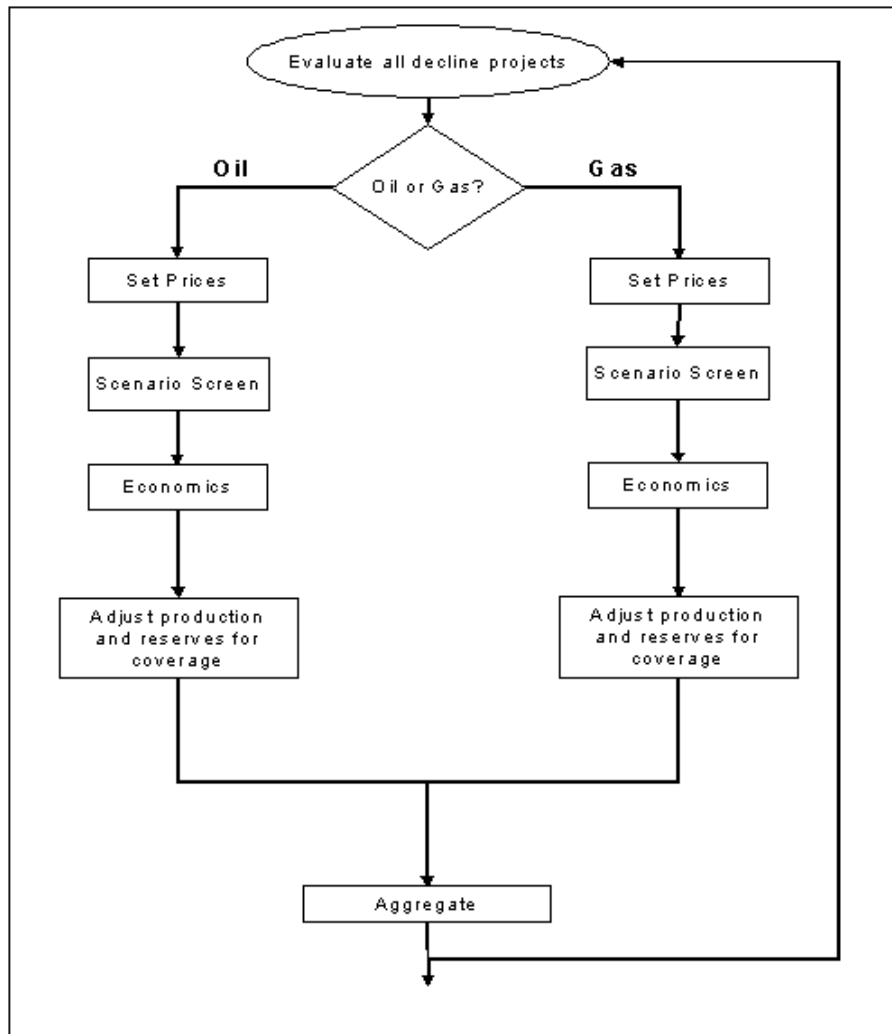 Evaluate all decline projects
Oil or Gas?
Oil
Gas
Set Prices
Scenario Screen
Economics
Adjust production
and reserves for
coverage
Set Prices
Scenario Screen
Economics
Adjust production
and reserves for
coverage
Aggregate